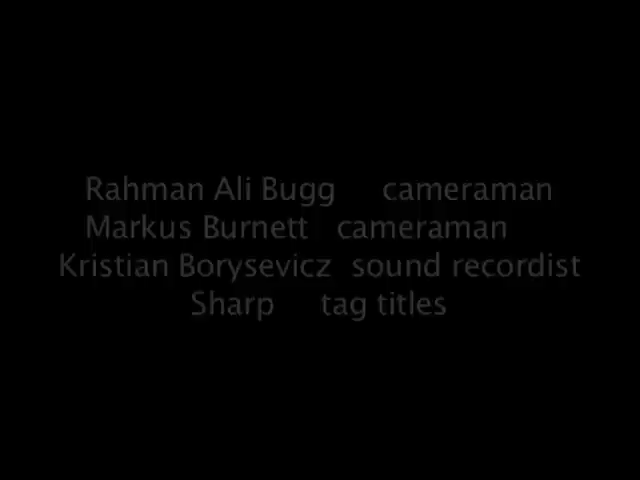 Rahman Ali Bugg cameraman
Markus Burnett cameraman
Kristian Borysevicz sound recordist
Sharp tag titles